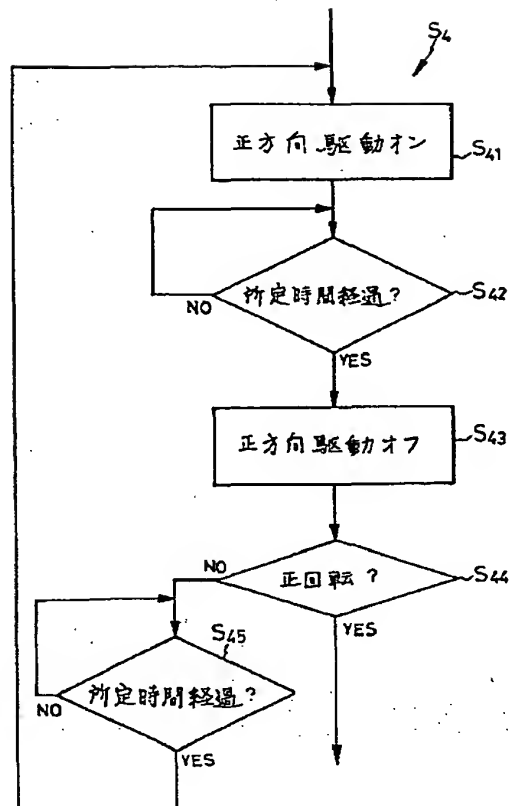 S4
正方向駆動オン
S41
所定時間経過?
S42
NO
YES
正方向駆動オフ
S43
NO
正回転?
S44
YES
S45
所定時間経過?
NO
YES